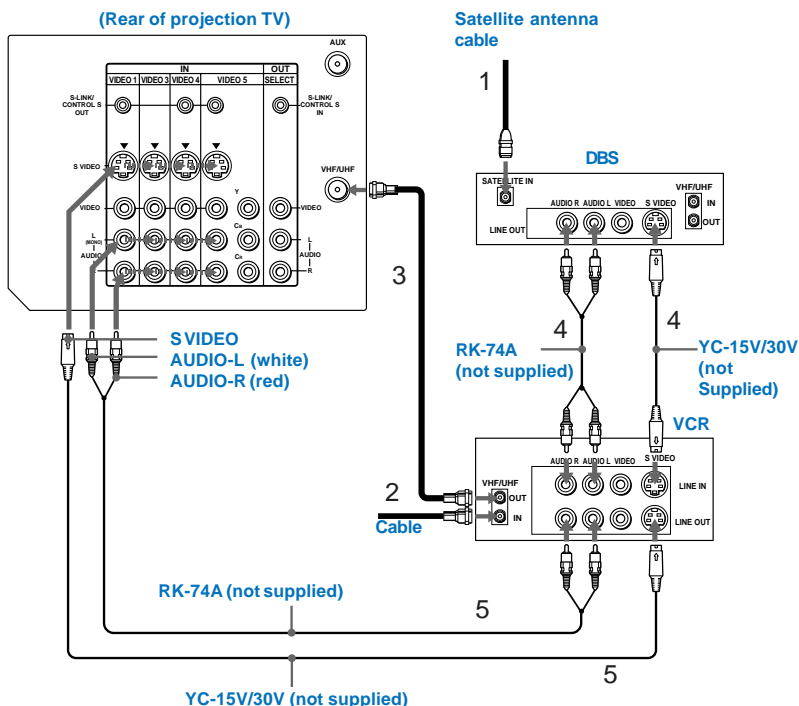 (Rear of projection TV)
AUX
IN
OUT
VIDEO 1 VIDEO 3 VIDEO 4 VIDEO 5 SELECT
S-LINK/
CONTROL S
OUT
S-LINK/
CONTROL S
IN
S VIDEO
VHF/UHF
Y
VIDEO
VIDEO
CB
L
(MONO)
AUDIO
L
AUDIO
CR
R
Satellite antenna
cable
1
DBS
SATELLITE IN
AUDIO R AUDIO L VIDEO S VIDEO
VHF/UHF
IN
OUT
LINE OUT
3
4
4
RK-74A
(not supplied)
YC-15V/30V
(not
Supplied)
S VIDEO
AUDIO-L (white)
AUDIO-R (red)
VCR
AUDIO R AUDIO L VIDEO S VIDEO
VHF/UHF
OUT
IN
LINE IN
LINE OUT
2
Cable
RK-74A (not supplied)
5
5
YC-15V/30V (not supplied)